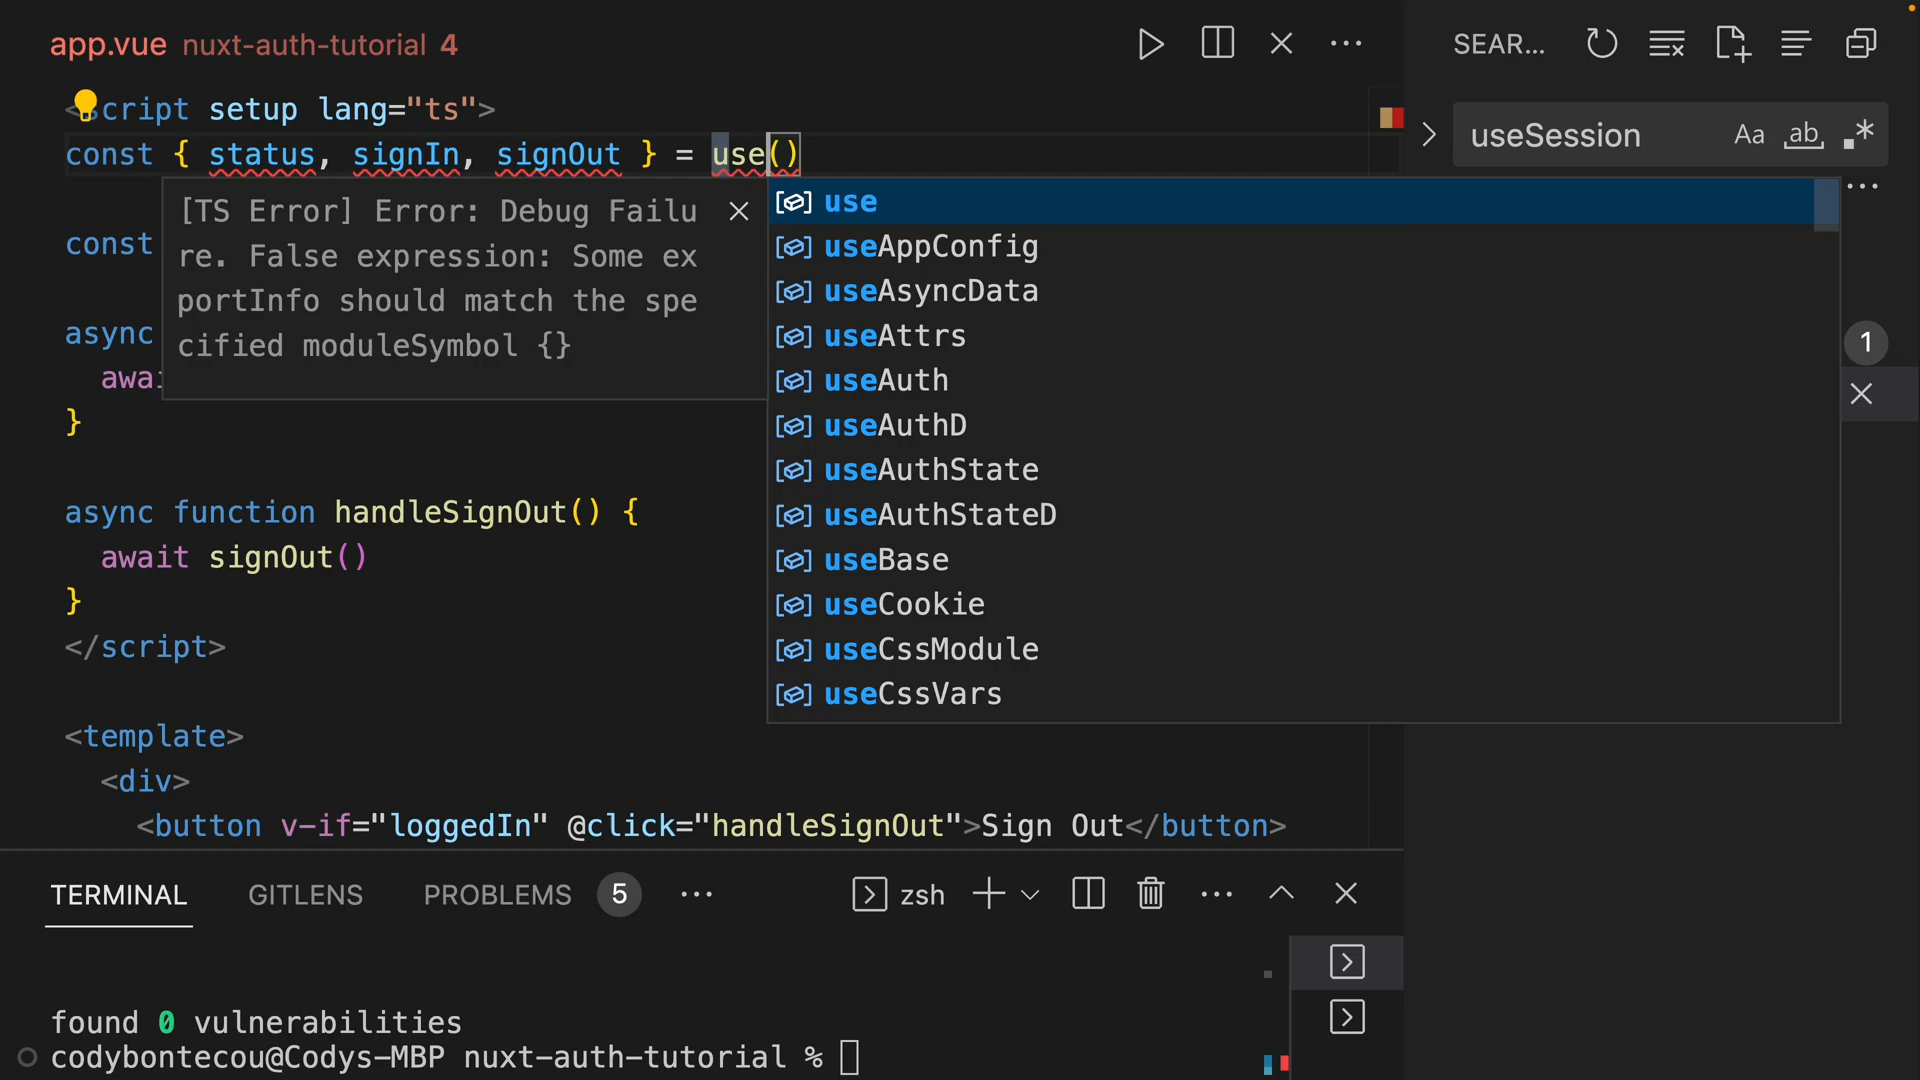 app.vue nuxt-auth-tutorial 4
SEAR...
<script setup lang="ts">
useSession
Aa
ab
.*
const { status, signIn, signOut } = use()
[TS Error] Error: Debug Failu
re. False expression: Some ex
portInfo should match the spe
cified moduleSymbol {}
use
useAppConfig
useAsyncData
useAttrs
useAuth
useAuthD
useAuthState
useAuthStateD
useBase
useCookie
useCssModule
useCssVars
1
const
async
awai
}
async function handleSignOut() {
await signOut()
}
</script>
<template>
<div>
<button v-if="loggedIn" @click="handleSignOut">Sign Out</button>
TERMINAL GITLENS PROBLEMS 5 ... zsh
found 0 vulnerabilities
codybontecou@Codys-MBP nuxt-auth-tutorial %